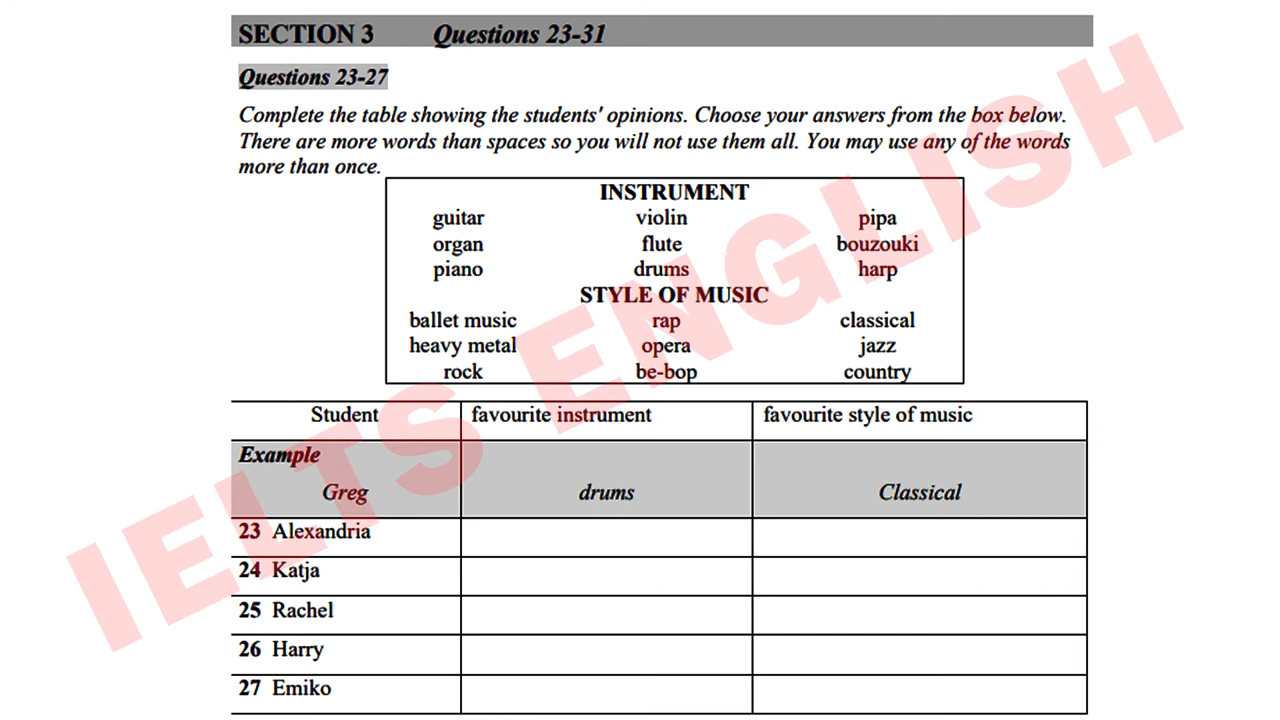 SECTION 3 Questions 23-31
Questions 23-27
Complete the table showing the students' opinions. Choose your answers from the box below.
There are more words than spaces so you will not use them all. You may use any of the words
more than once.
INSTRUMENT
guitar violin pipa
organ flute bouzouki
piano drums harp
STYLE OF MUSIC
ballet music rap classical
heavy metal opera jazz
rock be-bop country
Student favourite instrument favourite style of music
Example
Greg drums Classical
23 Alexandria
24 Katja
25 Rachel
26 Harry
27 Emiko
IELTS ENGLISH